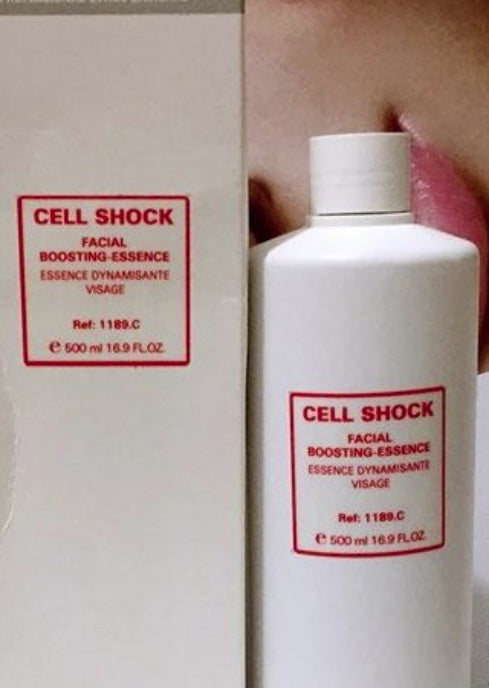 CELL SHOCK
FACIAL
BOOSTING-ESSENCE
ESSENCE DYNAMISANTE
VISAGE
Ref: 1189.C
℮ 500 ml 16.9 FL.OZ.
CELL SHOCK
FACIAL
BOOSTING-ESSENCE
ESSENCE DYNAMISANTE
VISAGE
Ref: 1189.C
℮ 500 ml 16.9 FL.OZ.